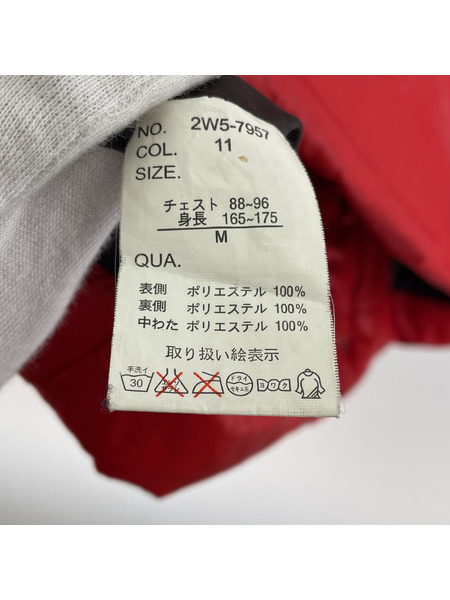 NO. 2W5-7957
COL. 11
SIZE.
チェスト 88~96
身長 165~175
M
QUA.
表側 ポリエステル 100%
裏側 ポリエステル 100%
中わた ポリエステル 100%
取り扱い絵表示
手洗イ
30
ドライ
セキユ系
ヨワク